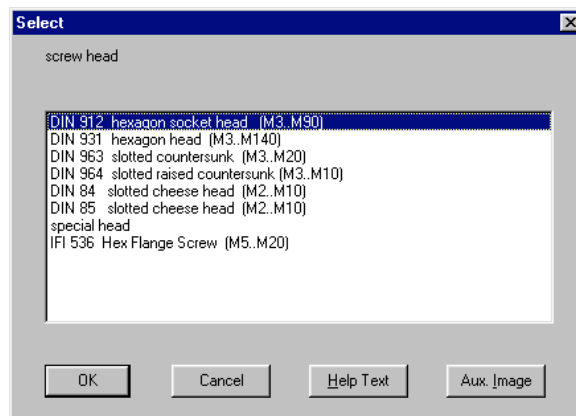 Select
screw head
DIN 912 hexagon socket head (M3..M90)
DIN 931 hexagon head (M3..M140)
DIN 963 slotted countersunk (M3..M20)
DIN 964 slotted raised countersunk (M3..M10)
DIN 84 slotted cheese head (M2..M10)
DIN 85 slotted cheese head (M2..M10)
special head
IFI 536 Hex Flange Screw (M5..M20)
OK Cancel Help Text Aux. Image